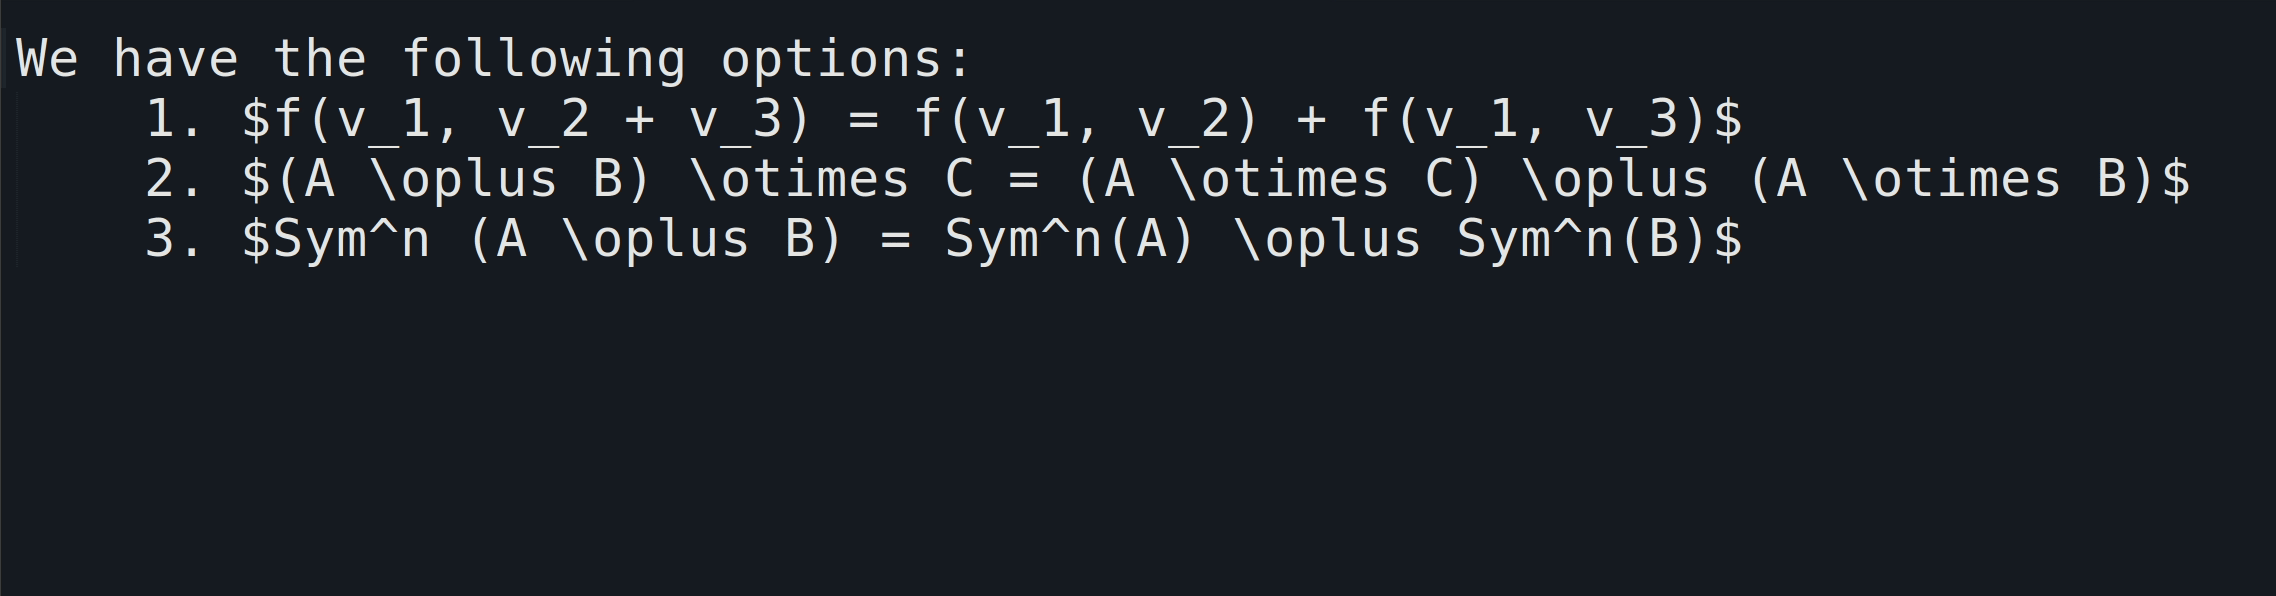 We have the following options:
1. $f(v_1, v_2 + v_3) = f(v_1, v_2) + f(v_1, v_3)$
2. $(A \oplus B) \otimes C = (A \otimes C) \oplus (A \otimes B)$
3. $Sym^n (A \oplus B) = Sym^n(A) \oplus Sym^n(B)$